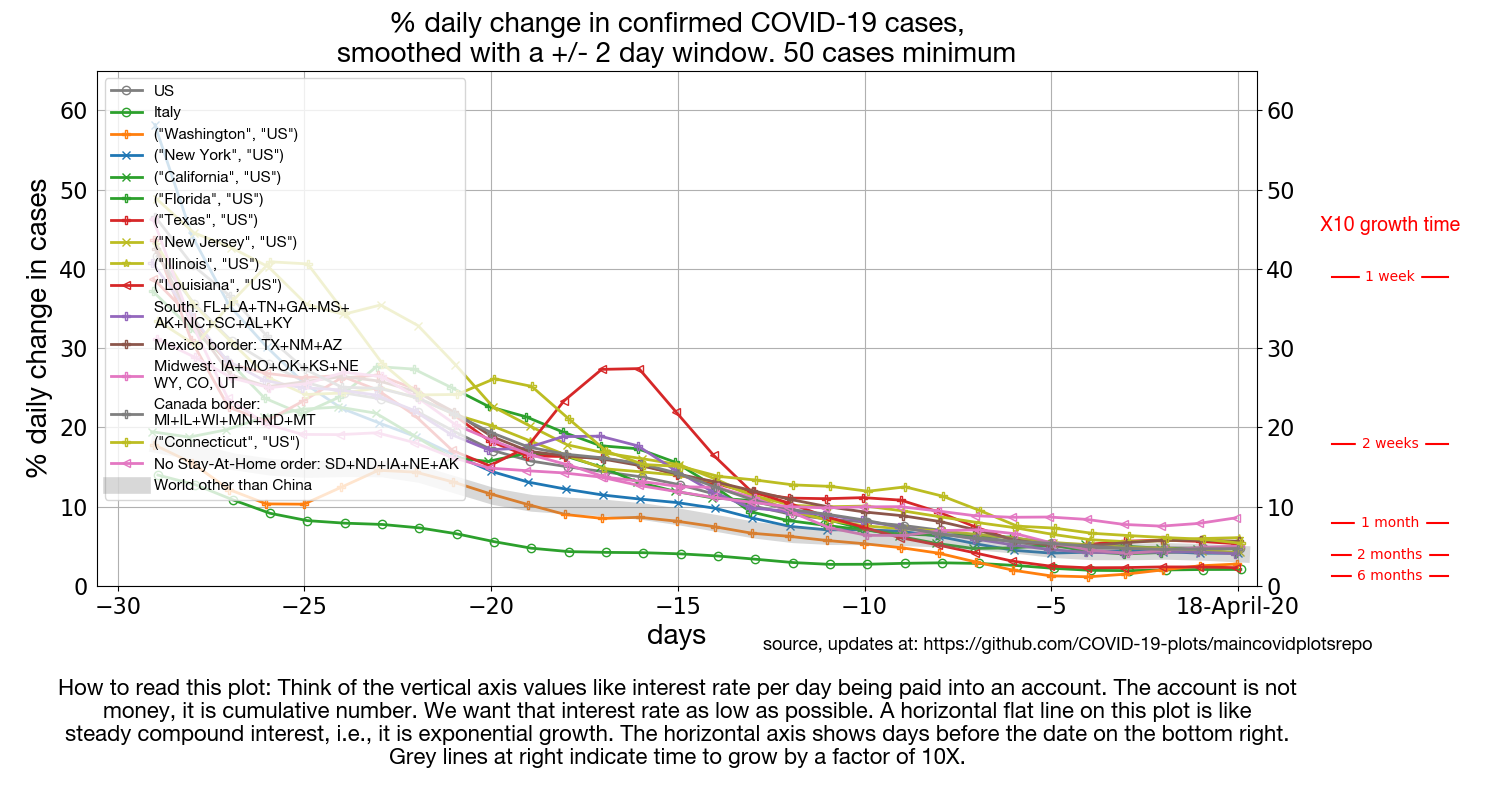 % daily change in confirmed COVID-19 cases,
smoothed with a +/- 2 day window. 50 cases minimum
% daily change in cases
60
50
40
30
20
10
0
US
Italy
("Washington", "US")
("New York", "US")
("California", "US")
("Florida", "US")
("Texas", "US")
("New Jersey", "US")
("Illinois", "US")
("Louisiana", "US")
South: FL+LA+TN+GA+MS+
AK+NC+SC+AL+KY
Mexico border: TX+NM+AZ
Midwest: IA+MO+OK+KS+NE
WY, CO, UT
Canada border:
MI+IL+WI+MN+ND+MT
("Connecticut", "US")
No Stay-At-Home order: SD+ND+IA+NE+AK
World other than China
60
50
40
30
20
10
0
X10 growth time
1 week
2 weeks
1 month
2 months
6 months
−30 −25 −20 −15 −10 −5 18-April-20
days
source, updates at: https://github.com/COVID-19-plots/maincovidplotsrepo
How to read this plot: Think of the vertical axis values like interest rate per day being paid into an account. The account is not
money, it is cumulative number. We want that interest rate as low as possible. A horizontal flat line on this plot is like
steady compound interest, i.e., it is exponential growth. The horizontal axis shows days before the date on the bottom right.
Grey lines at right indicate time to grow by a factor of 10X.